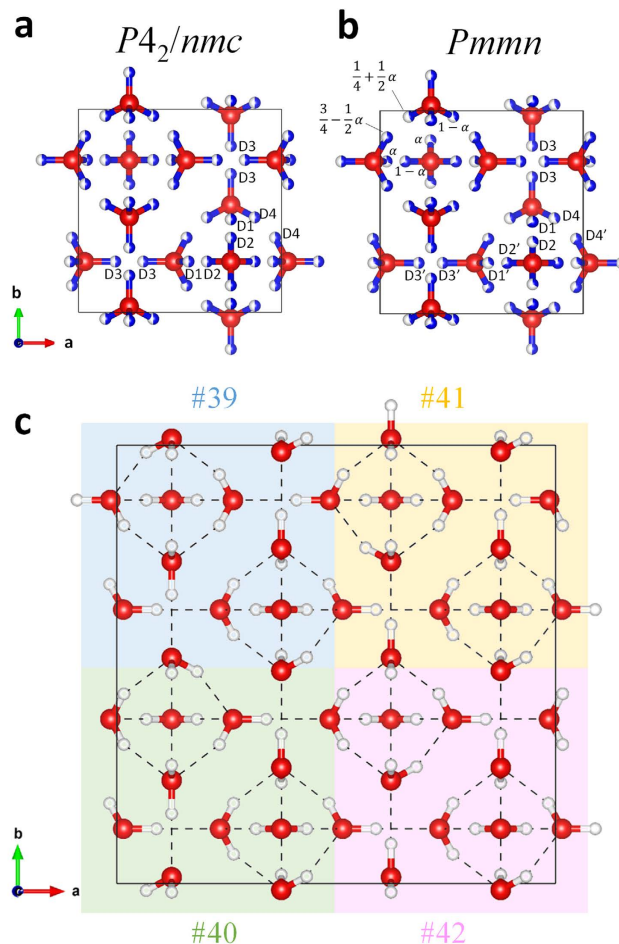 a
P4₂/nmc
D3
D3
D4
D1
D2
D4
D3
D3
D1
D2
b
a
b
Pmmn
1/4 + 1/2 α
3/4 − 1/2 α
1 − α
α
α
1 − α
D3
D3
D4
D1
D2
D4′
D2′
D3′
D3′
D1′
b
a
#39
#41
c
#40
#42
b
a